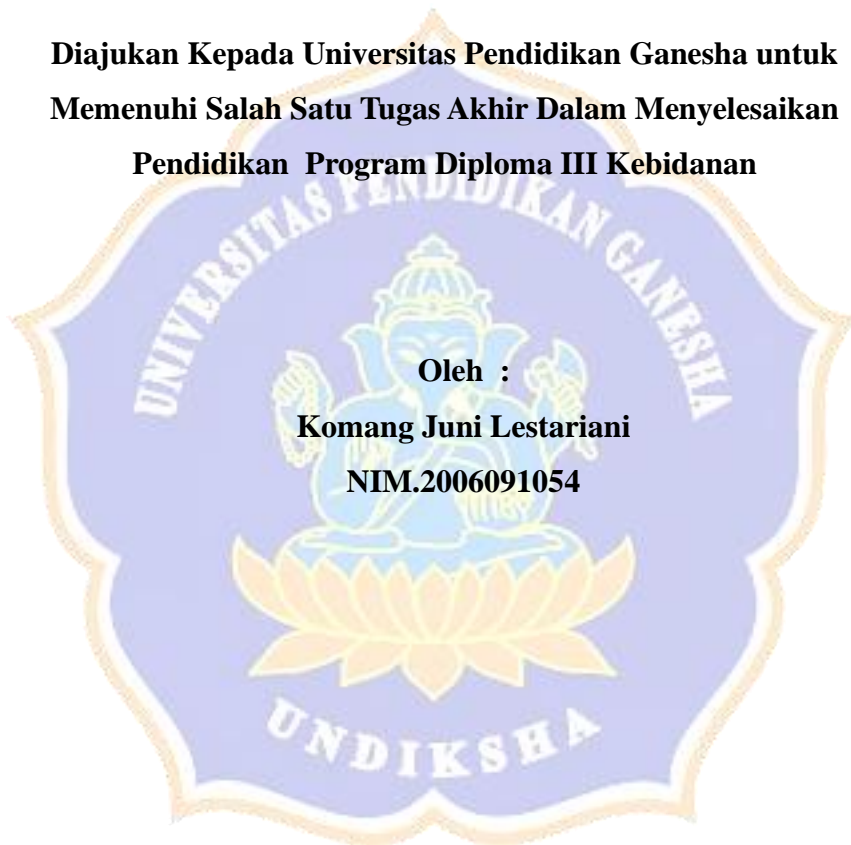 Diajukan Kepada Universitas Pendidikan Ganesha untuk
Memenuhi Salah Satu Tugas Akhir Dalam Menyelesaikan
Pendidikan Program Diploma III Kebidanan
UNIVERSITAS PENDIDIKAN GANESHA
Oleh :
Komang Juni Lestariani
NIM.2006091054
UNDIKSHA